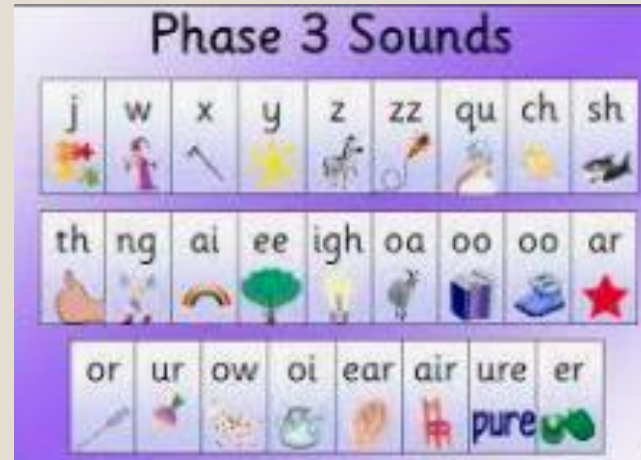 Phase 3 Sounds
j w x y z zz qu ch sh
th ng ai ee igh oa oo oo ar
or ur ow oi ear air ure er
pure